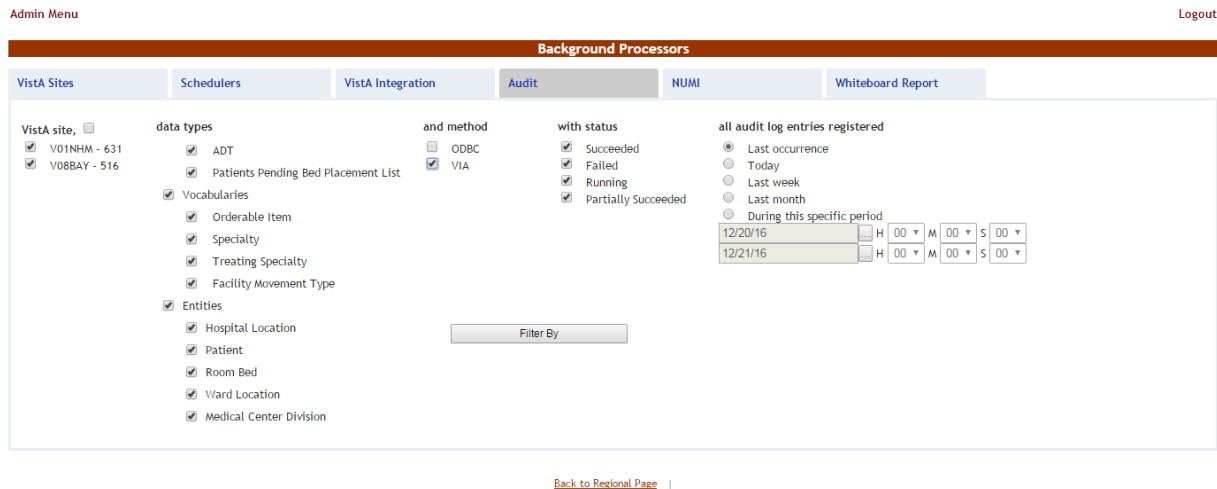 Admin Menu
Logout
Background Processors
VistA Sites
Schedulers
VistA Integration
Audit
NUMI
Whiteboard Report
VistA site,
V01NHM - 631
V08BAY - 516
data types
ADT
Patients Pending Bed Placement List
Vocabularies
Orderable Item
Specialty
Treating Specialty
Facility Movement Type
Entities
Hospital Location
Patient
Room Bed
Ward Location
Medical Center Division
and method
ODBC
VIA
with status
Succeeded
Failed
Running
Partially Succeeded
all audit log entries registered
Last occurrence
Today
Last week
Last month
During this specific period
12/20/16 ... H 00 M 00 S 00
12/21/16 ... H 00 M 00 S 00
Filter By
Back to Regional Page |